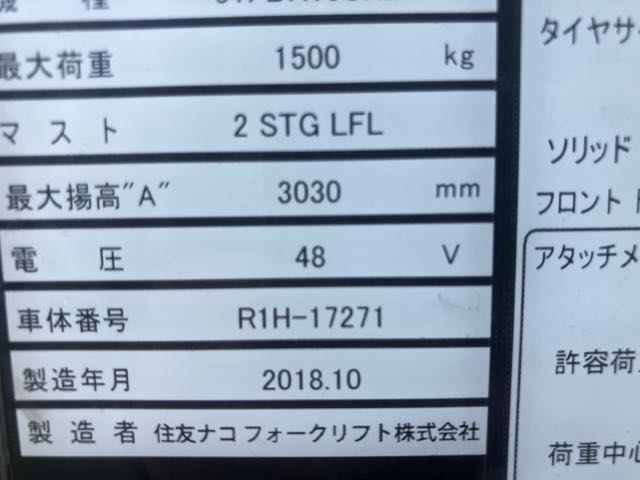 機 種
最大荷重 1500 kg
マスト 2 STG LFL
最大揚高"A" 3030 mm
電 圧 48 V
車体番号 R1H-17271
製造年月 2018.10
製 造 者 住友ナコ フォークリフト株式会社
タイヤサイ
ソリッド
フロント
アタッチメ
許容荷
荷重中心